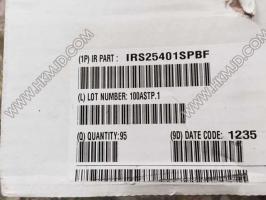 (1P) IR PART : IRS25401SPBF
(L) LOT NUMBER: 100ASTP.1
(Q) QUANTITY: 95 (9D) DATE CODE: 1235
WWW.HKMJD.COM